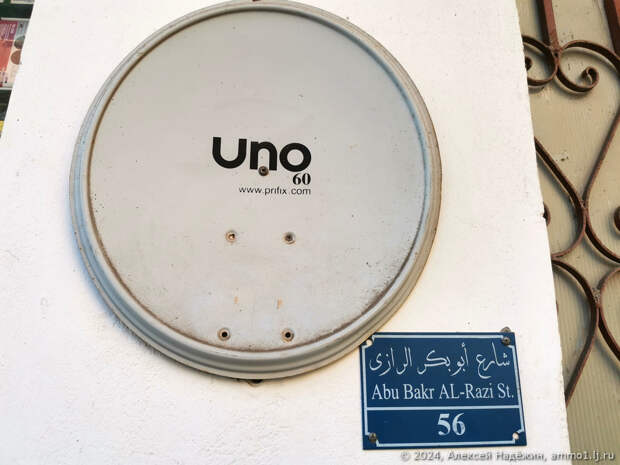 uno
60
www.prifix.com
شارع أبو بكر الرازى
Abu Bakr AL-Razi St.
56
© 2024, Алексей Надёжин, ammo1.lj.ru